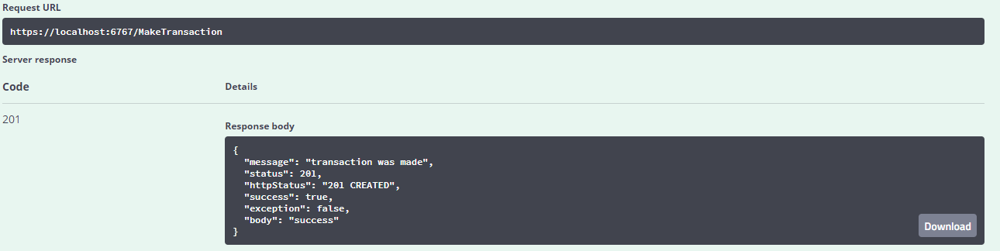 Request URL
https://localhost:6767/MakeTransaction
Server response
Code Details
201
Response body
{
"message": "transaction was made",
"status": 201,
"httpStatus": "201 CREATED",
"success": true,
"exception": false,
"body": "success"
}
Download